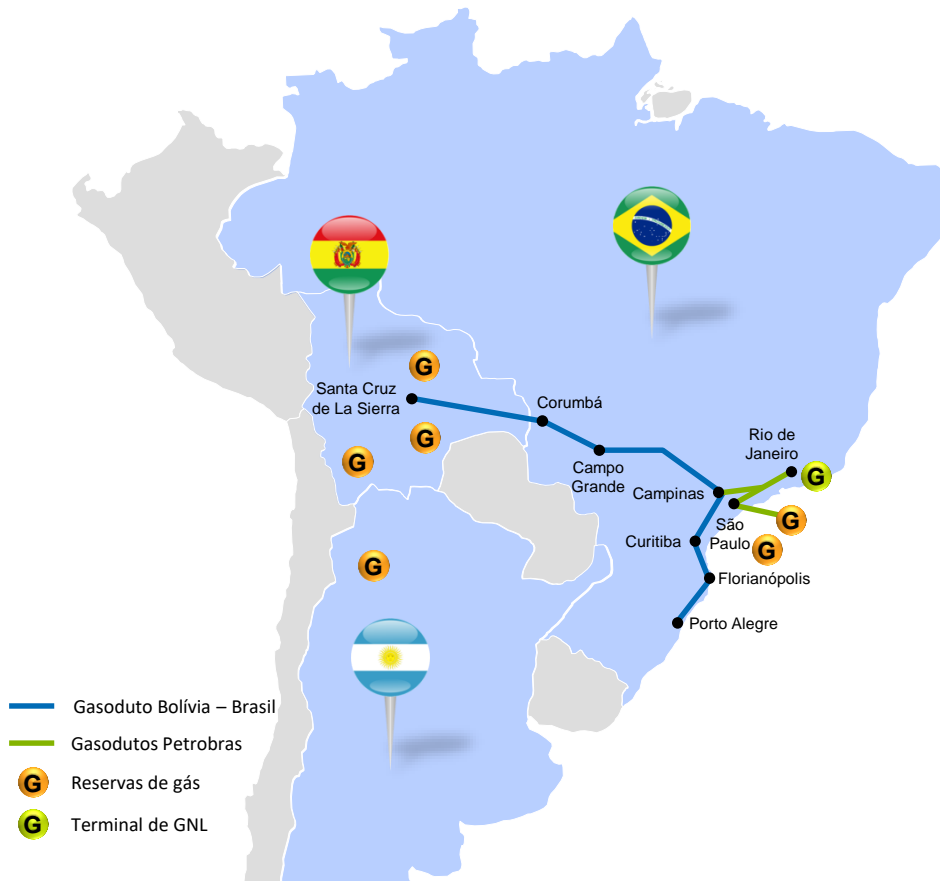 G
Santa Cruz
de La Sierra
Corumbá
G
G
Campo
Grande
Rio de
Janeiro
G
Campinas
São
Paulo
G
G
Curitiba
G
Florianópolis
Porto Alegre
Gasoduto Bolívia – Brasil
Gasodutos Petrobras
G Reservas de gás
G Terminal de GNL